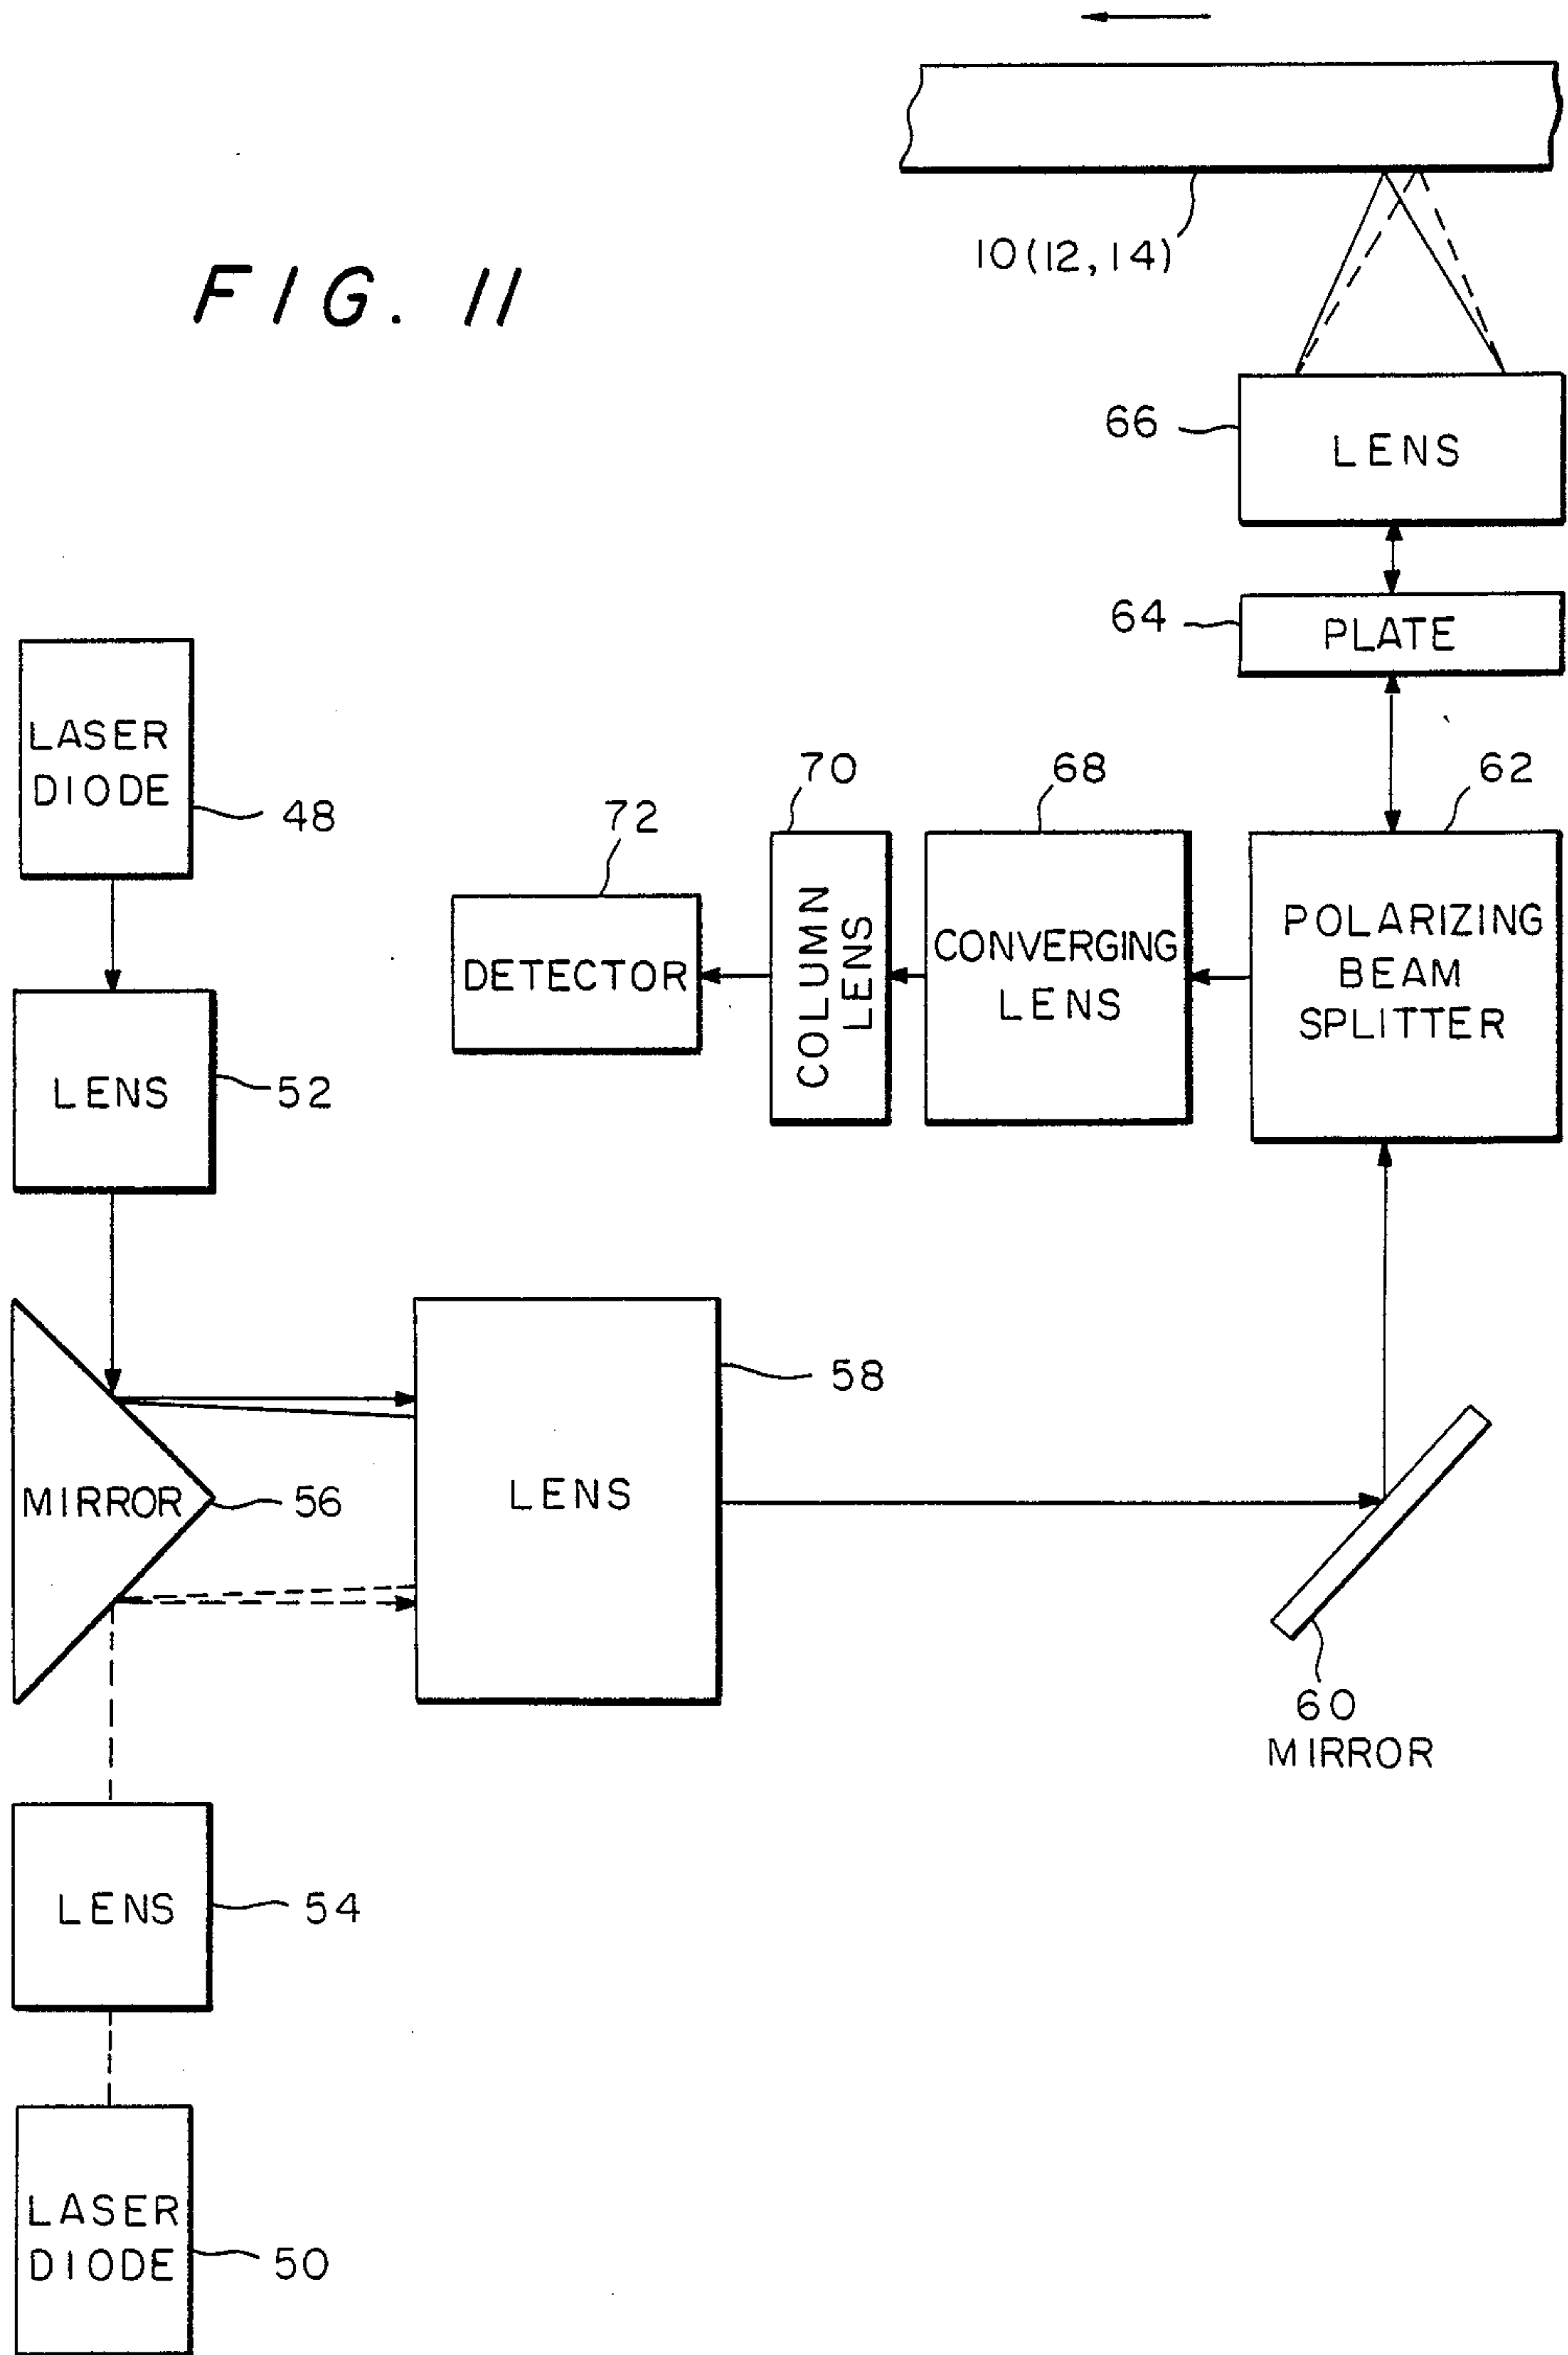 FIG. 11
10(12,14)
66
LENS
64
PLATE
LASER
DIODE
48
72
70
68
62
DETECTOR
COLUMN
LENS
CONVERGING
LENS
POLARIZING
BEAM
SPLITTER
LENS
52
MIRROR
56
LENS
58
60
MIRROR
LENS
54
LASER
DIODE
50